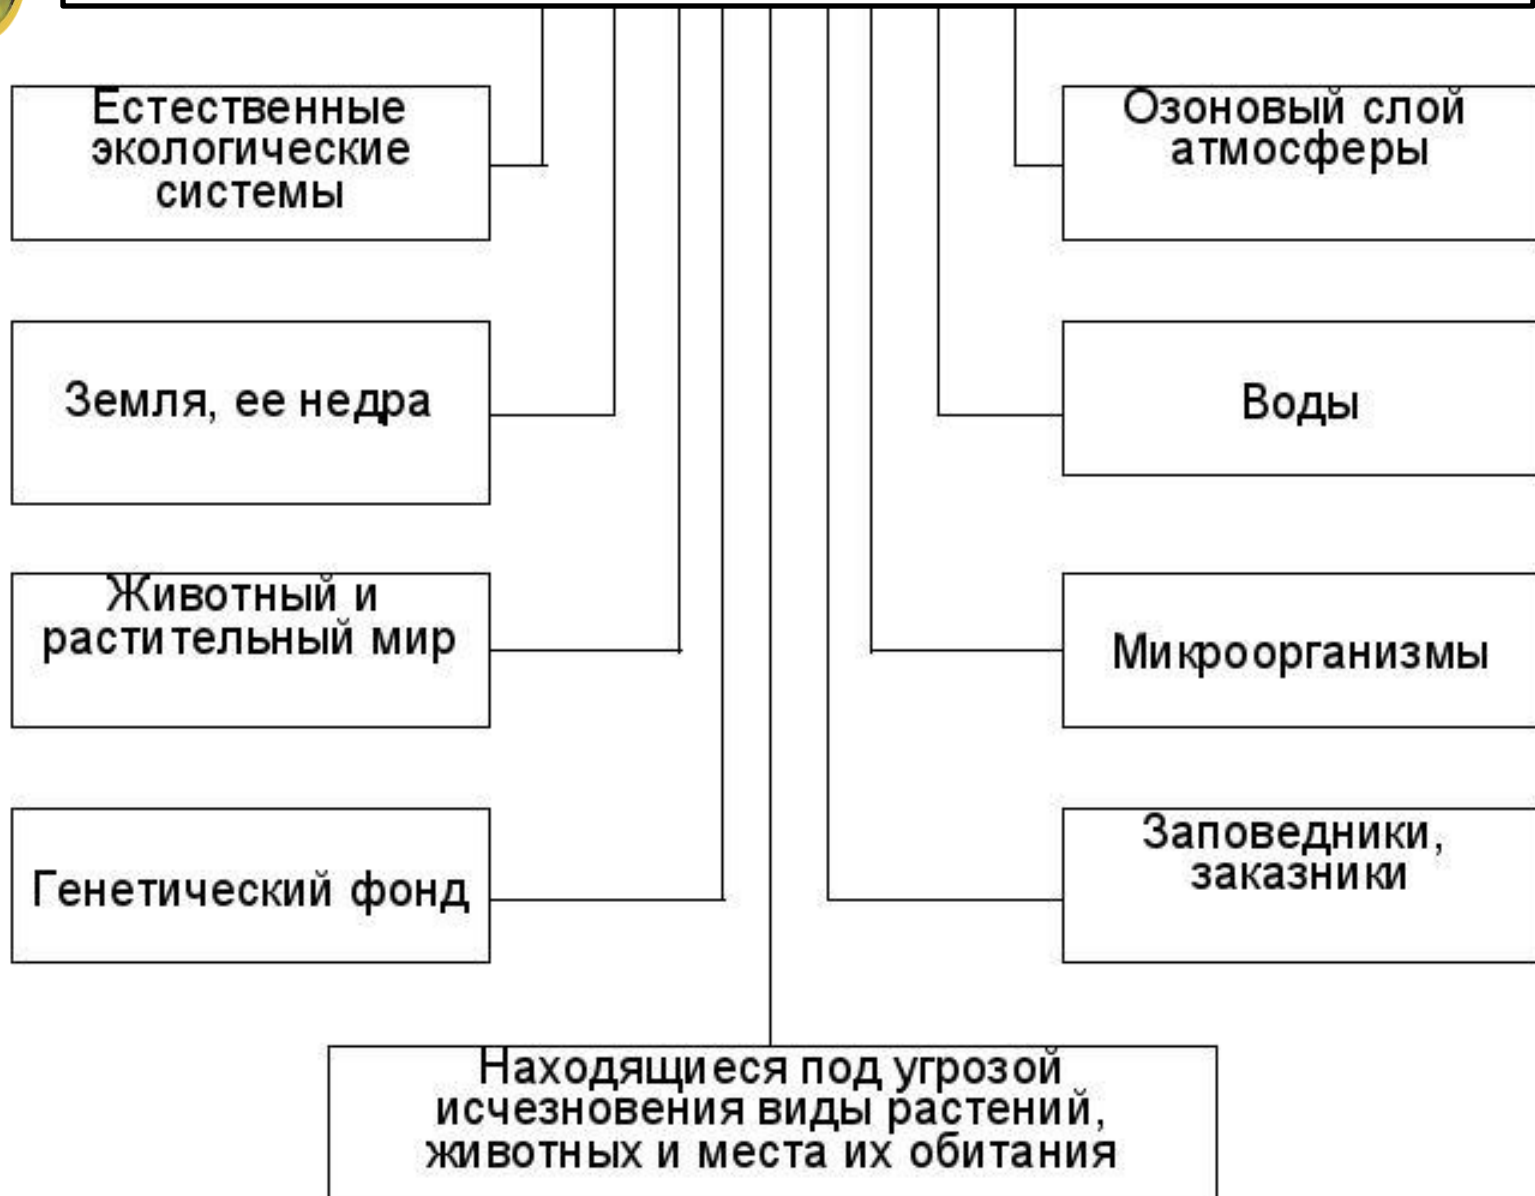 Естественные
экологические
системы
Озоновый слой
атмосферы
Земля, ее недра
Воды
Животный и
растительный мир
Микроорганизмы
Генетический фонд
Заповедники,
заказники
Находящиеся под угрозой
исчезновения виды растений,
животных и места их обитания